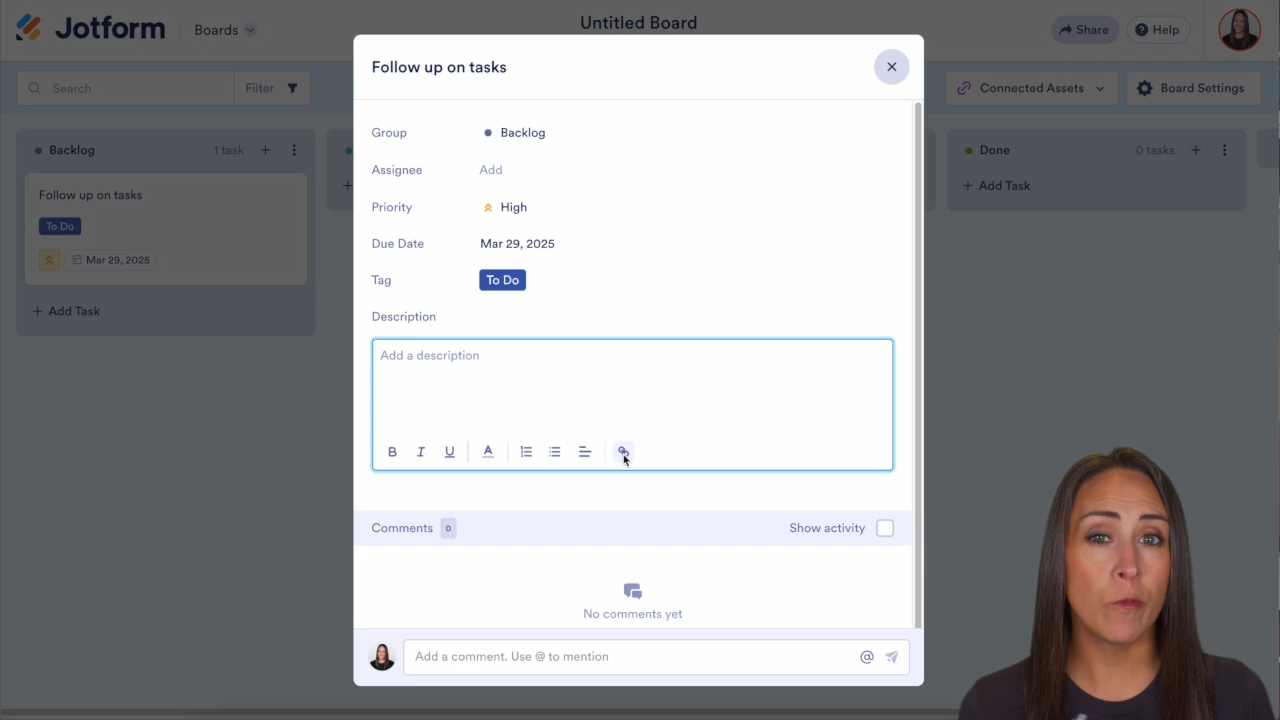 Jotform
Boards
Untitled Board
Share
Help
Search
Filter
Connected Assets
Board Settings
Backlog
1 task
Follow up on tasks
To Do
Mar 29, 2025
Add Task
Done
0 tasks
Add Task
Follow up on tasks
Group
Backlog
Assignee
Add
Priority
High
Due Date
Mar 29, 2025
Tag
To Do
Description
Add a description
B I U A
Comments 0
Show activity
No comments yet
Add a comment. Use @ to mention
@